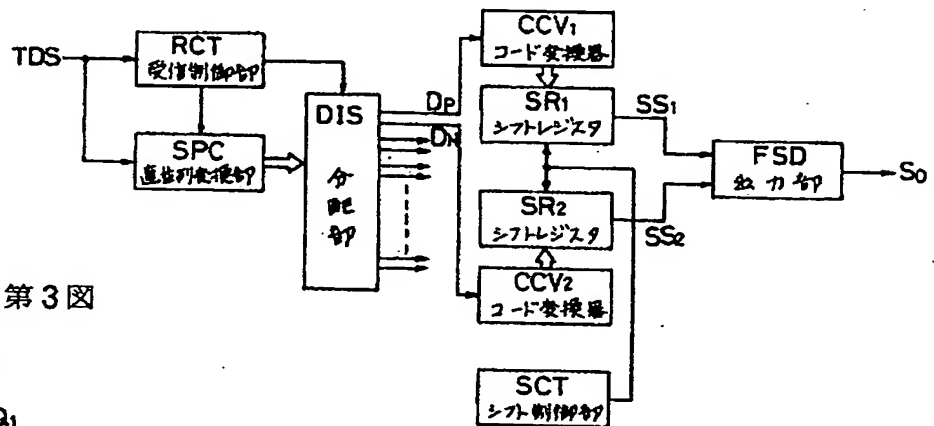 TDS
RCT
受信制御部
SPC
直並列変換部
DIS
分配部
DP
DN
CCV1
コード変換器
SR1
シフトレジスタ
SS1
SR2
シフトレジスタ
SS2
CCV2
コード変換器
SCT
シフト制御部
FSD
出力部
So
第3図
Q1